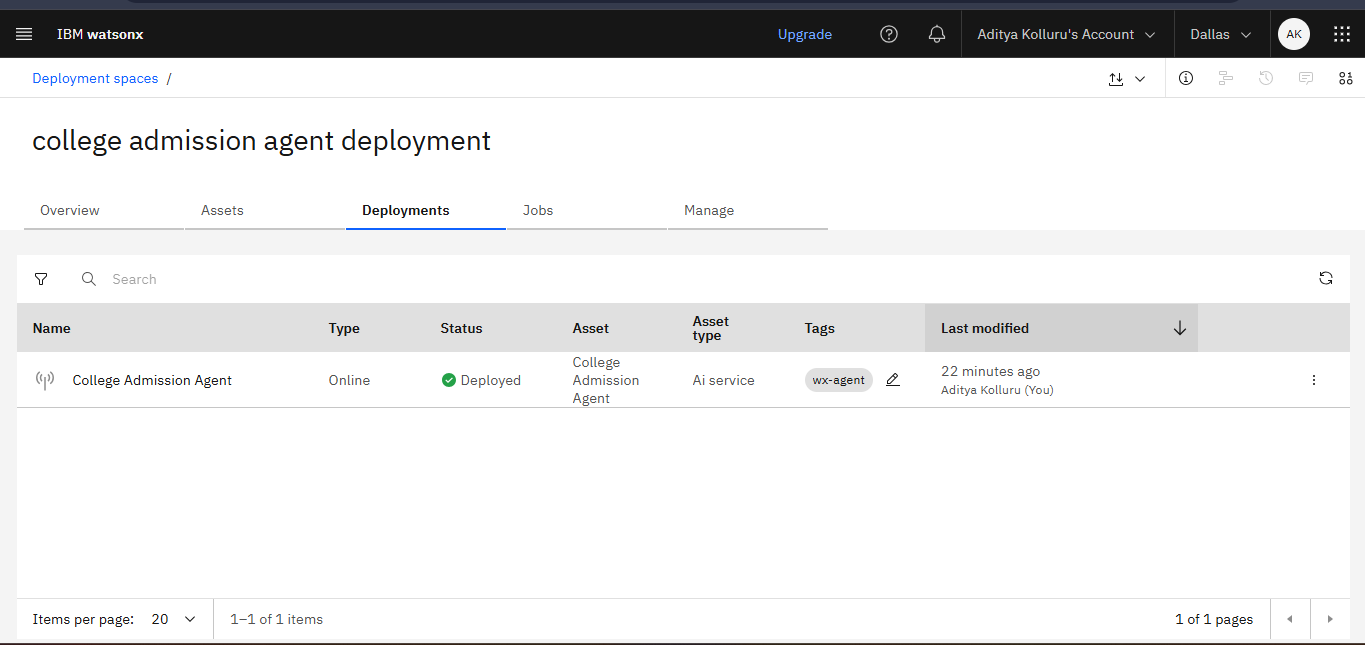 IBM watsonx
Upgrade
Aditya Kolluru's Account
Dallas
AK
Deployment spaces /
college admission agent deployment
Overview
Assets
Deployments
Jobs
Manage
Search
Name
Type
Status
Asset
Asset
type
Tags
Last modified
College Admission Agent
Online
Deployed
College
Admission
Agent
Ai service
wx-agent
22 minutes ago
Aditya Kolluru (You)
Items per page: 20
1–1 of 1 items
1 of 1 pages